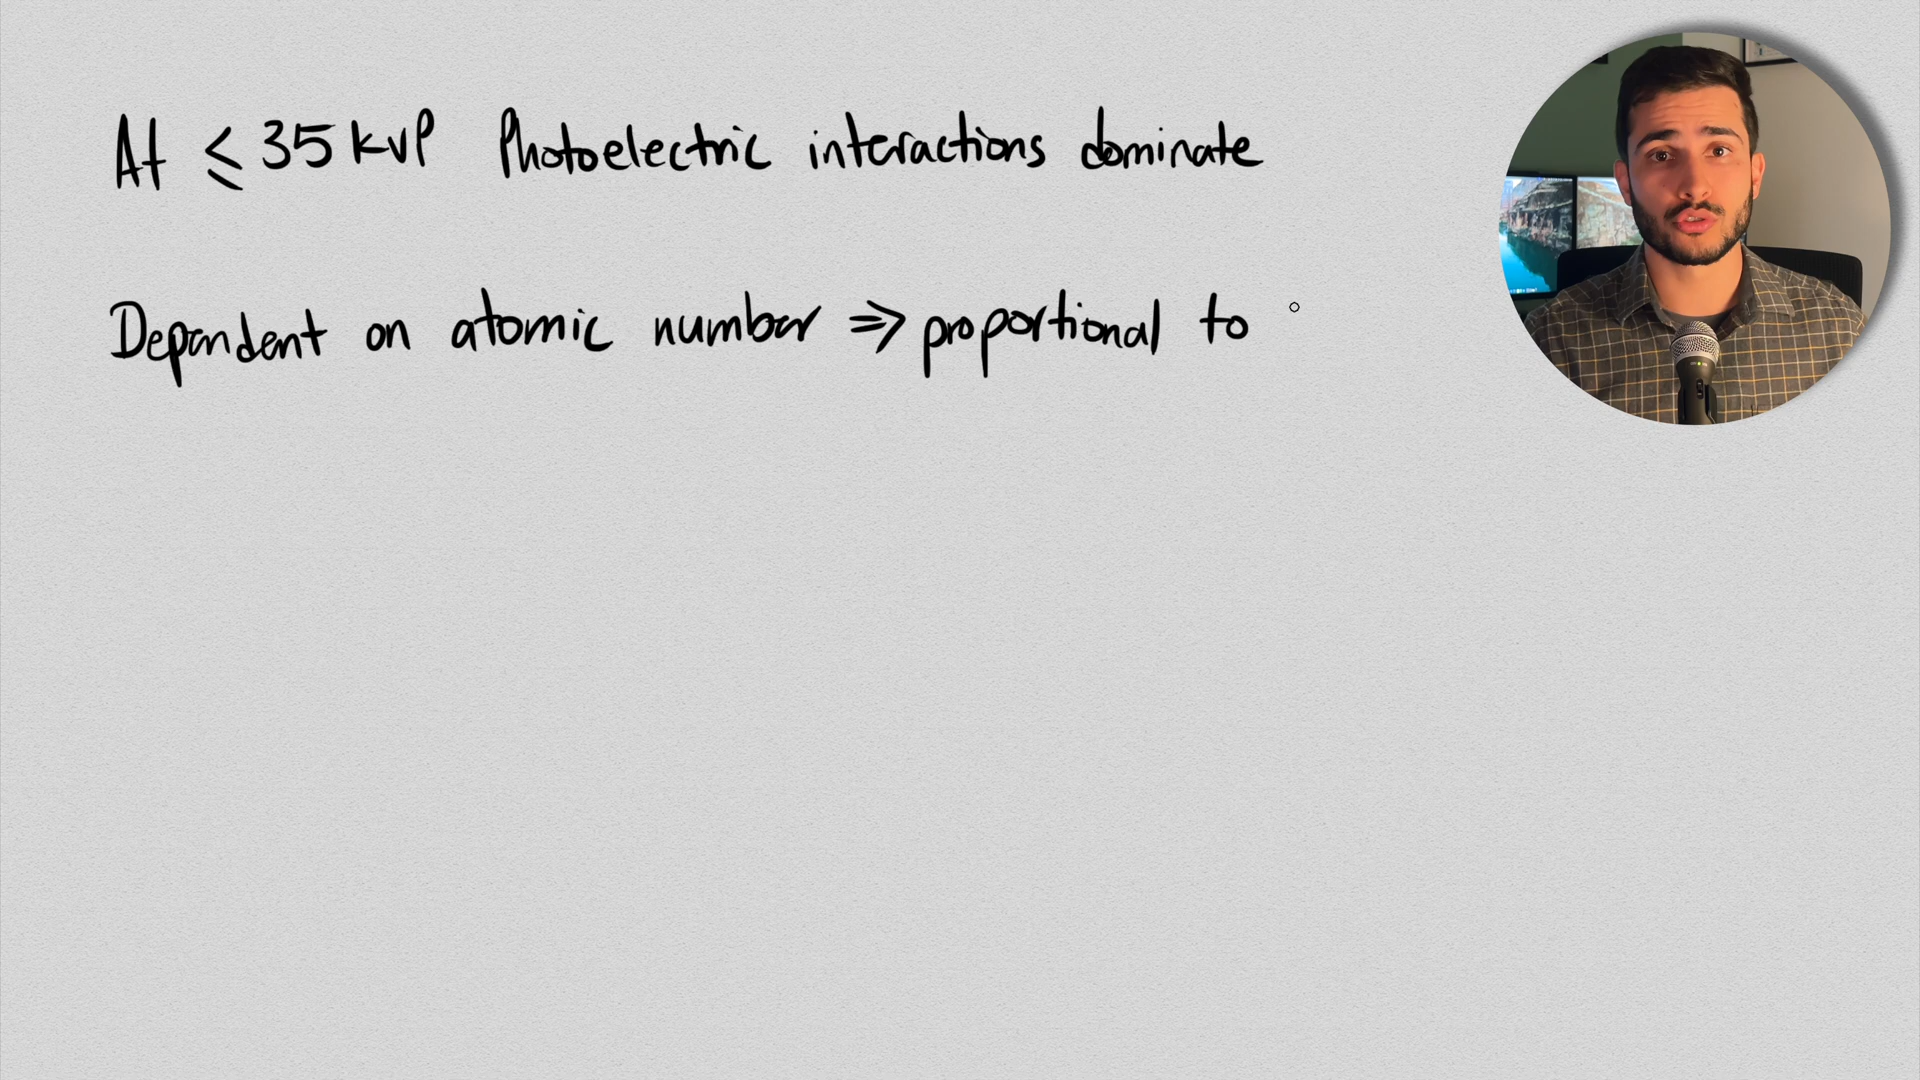 At ≤ 35 kVP Photoelectric interactions dominate
Dependent on atomic number ⇒ proportional to